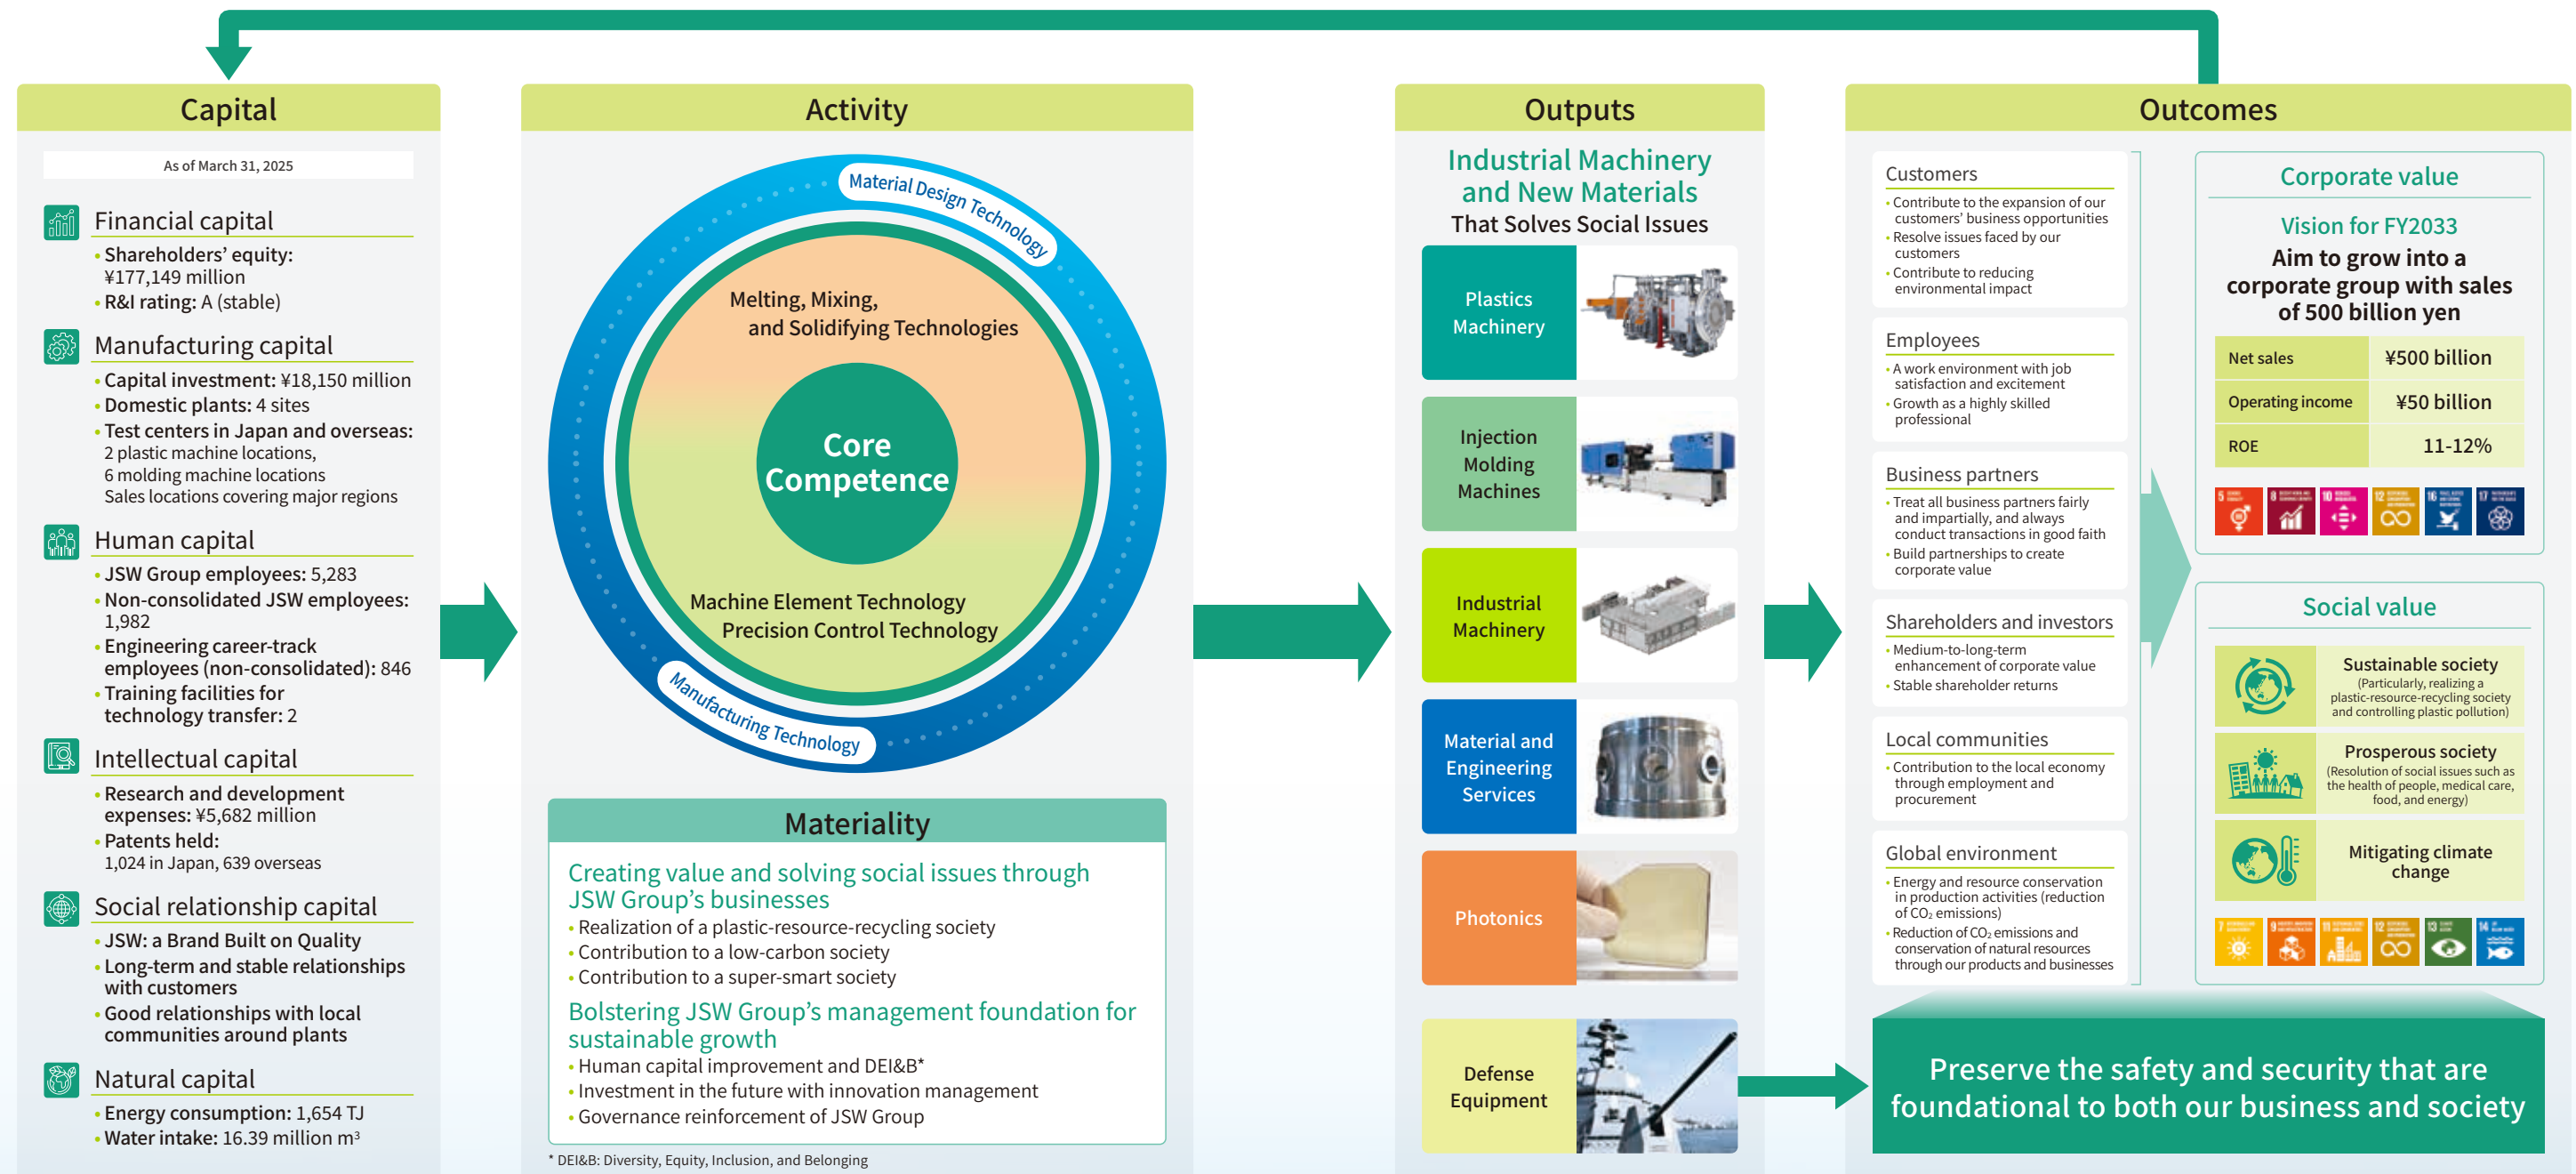 Capital
As of March 31, 2025
Financial capital
• Shareholders' equity:
¥177,149 million
• R&I rating: A (stable)
Manufacturing capital
• Capital investment: ¥18,150 million
• Domestic plants: 4 sites
• Test centers in Japan and overseas:
2 plastic machine locations,
6 molding machine locations
Sales locations covering major regions
Human capital
• JSW Group employees: 5,283
• Non-consolidated JSW employees:
1,982
• Engineering career-track
employees (non-consolidated): 846
• Training facilities for
technology transfer: 2
Intellectual capital
• Research and development
expenses: ¥5,682 million
• Patents held:
1,024 in Japan, 639 overseas
Social relationship capital
• JSW: a Brand Built on Quality
• Long-term and stable relationships
with customers
• Good relationships with local
communities around plants
Natural capital
• Energy consumption: 1,654 TJ
• Water intake: 16.39 million m³
Activity
Material Design Technology
Melting, Mixing,
and Solidifying Technologies
Core
Competence
Machine Element Technology
Precision Control Technology
Manufacturing Technology
Materiality
Creating value and solving social issues through
JSW Group's businesses
• Realization of a plastic-resource-recycling society
• Contribution to a low-carbon society
• Contribution to a super-smart society
Bolstering JSW Group's management foundation for
sustainable growth
• Human capital improvement and DEI&B*
• Investment in the future with innovation management
• Governance reinforcement of JSW Group
* DEI&B: Diversity, Equity, Inclusion, and Belonging
Outputs
Industrial Machinery
and New Materials
That Solves Social Issues
Plastics
Machinery
Injection
Molding
Machines
Industrial
Machinery
Material and
Engineering
Services
Photonics
Defense
Equipment
Outcomes
Customers
• Contribute to the expansion of our
customers' business opportunities
• Resolve issues faced by our
customers
• Contribute to reducing
environmental impact
Employees
• A work environment with job
satisfaction and excitement
• Growth as a highly skilled
professional
Business partners
• Treat all business partners fairly
and impartially, and always
conduct transactions in good faith
• Build partnerships to create
corporate value
Shareholders and investors
• Medium-to-long-term
enhancement of corporate value
• Stable shareholder returns
Local communities
• Contribution to the local economy
through employment and
procurement
Global environment
• Energy and resource conservation
in production activities (reduction
of CO₂ emissions)
• Reduction of CO₂ emissions and
conservation of natural resources
through our products and businesses
Corporate value
Vision for FY2033
Aim to grow into a
corporate group with sales
of 500 billion yen
Net sales ¥500 billion
Operating income ¥50 billion
ROE 11-12%
5 8 10 12 16 17
Social value
Sustainable society
(Particularly, realizing a
plastic-resource-recycling society
and controlling plastic pollution)
Prosperous society
(Resolution of social issues such as
the health of people, medical care,
food, and energy)
Mitigating climate
change
7 9 11 12 13 14
Preserve the safety and security that are
foundational to both our business and society